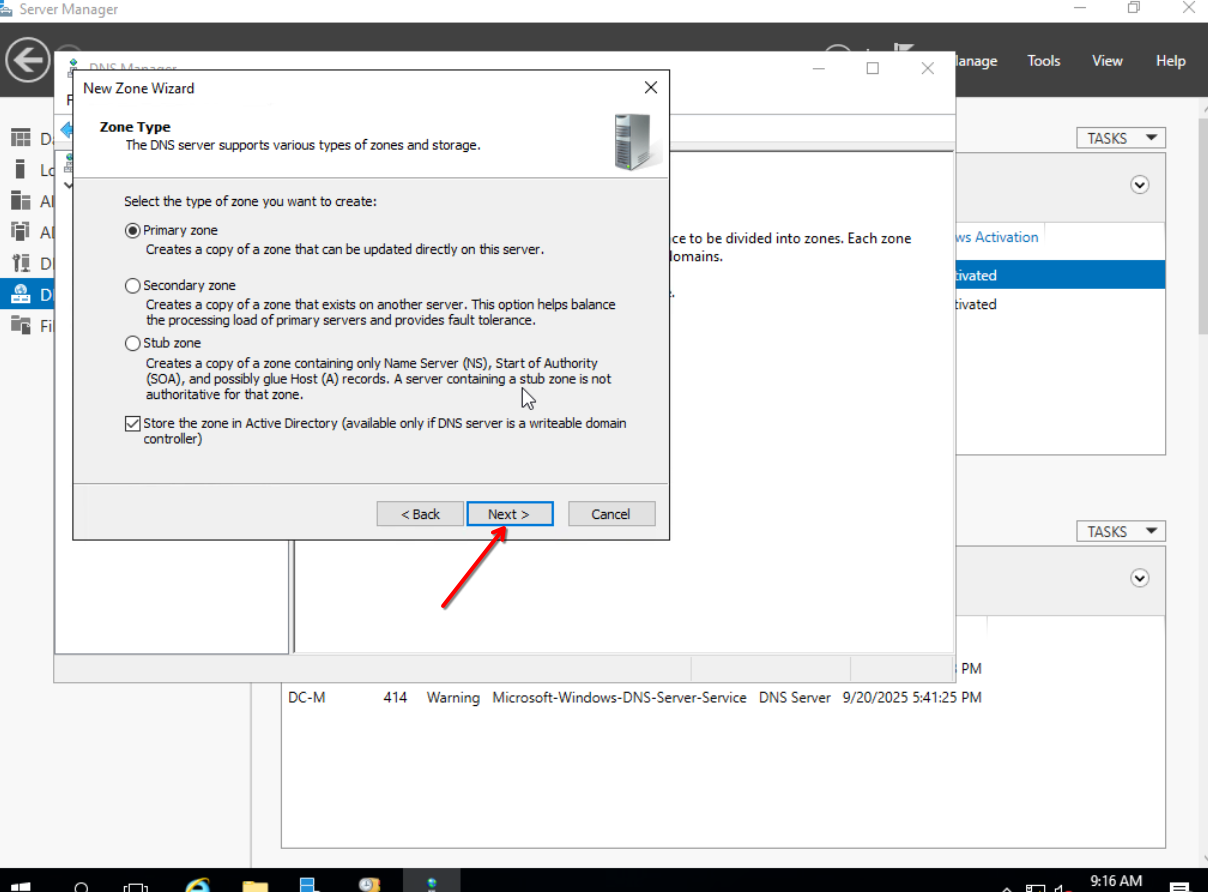 Server Manager
Manage Tools View Help
DNS Manager
New Zone Wizard
Zone Type
The DNS server supports various types of zones and storage.
TASKS
Select the type of zone you want to create:
Primary zone
Creates a copy of a zone that can be updated directly on this server.
ce to be divided into zones. Each zone
ws Activation
domains.
Secondary zone
Creates a copy of a zone that exists on another server. This option helps balance
the processing load of primary servers and provides fault tolerance.
tivated
tivated
Stub zone
Creates a copy of a zone containing only Name Server (NS), Start of Authority
(SOA), and possibly glue Host (A) records. A server containing a stub zone is not
authoritative for that zone.
Store the zone in Active Directory (available only if DNS server is a writeable domain
controller)
< Back Next > Cancel
TASKS
PM
DC-M 414 Warning Microsoft-Windows-DNS-Server-Service DNS Server 9/20/2025 5:41:25 PM
9:16 AM